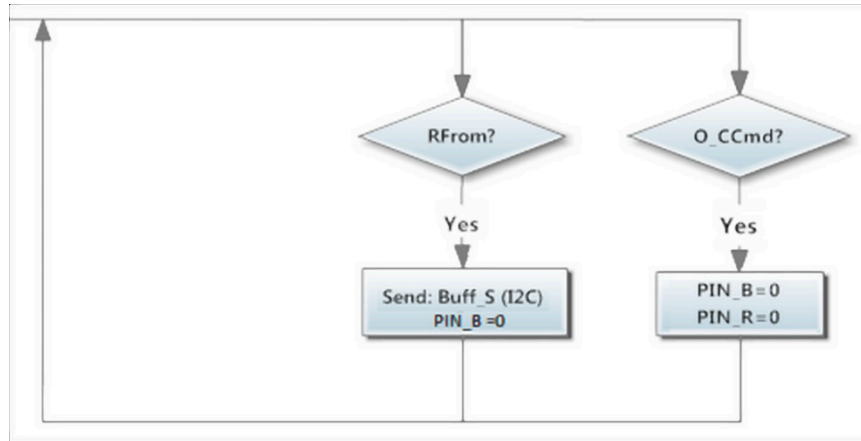 RFrom?
O_CCmd?
Yes
Yes
Send: Buff_S (I2C)
PIN_B =0
PIN_B=0
PIN_R=0